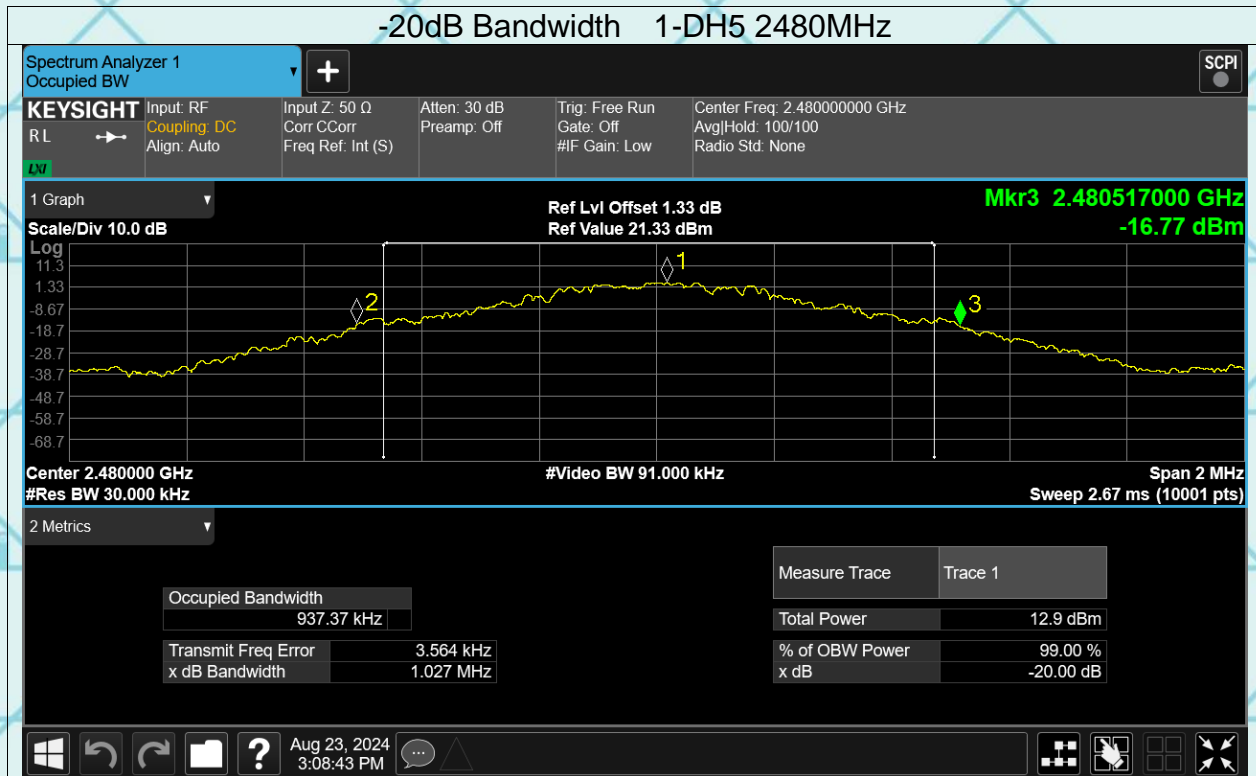 -20dB Bandwidth 1-DH5 2480MHz
Spectrum Analyzer 1
Occupied BW
SCPI
KEYSIGHT
RL
LXI
Input: RF
Coupling: DC
Align: Auto
Input Z: 50 Ω
Corr CCorr
Freq Ref: Int (S)
Atten: 30 dB
Preamp: Off
Trig: Free Run
Gate: Off
#IF Gain: Low
Center Freq: 2.480000000 GHz
Avg|Hold: 100/100
Radio Std: None
1 Graph
Scale/Div 10.0 dB
Ref Lvl Offset 1.33 dB
Ref Value 21.33 dBm
Mkr3 2.480517000 GHz
-16.77 dBm
Log
11.3
1.33
-8.67
-18.7
-28.7
-38.7
-48.7
-58.7
-68.7
1
2
3
Center 2.480000 GHz
#Res BW 30.000 kHz
#Video BW 91.000 kHz
Span 2 MHz
Sweep 2.67 ms (10001 pts)
2 Metrics
Occupied Bandwidth
937.37 kHz
Transmit Freq Error 3.564 kHz
x dB Bandwidth 1.027 MHz
Measure Trace Trace 1
Total Power 12.9 dBm
% of OBW Power 99.00 %
x dB -20.00 dB
Aug 23, 2024
3:08:43 PM